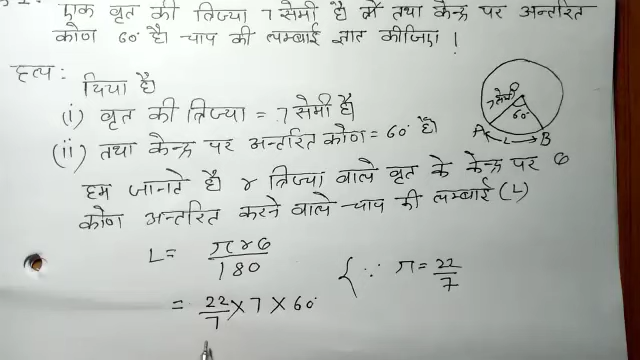 एक वृत की त्रिज्या 7 सेमी है में तथा केन्द्र पर अन्तरित
कोण 60° है। चाप की लम्बाई ज्ञात कीजिए !
हल :
दिया है
(i) वृत की त्रिज्या = 7 सेमी है
(ii) तथा केन्द्र पर अन्तरित कोण = 60° है
7 सेमी
60°
A L B
हम जानते है r त्रिज्या वाले वृत के केन्द्र पर θ
कोण अन्तरित करने वाले चाप की लम्बाई (L)
L = πrθ / 180
{ ∵ π = 22/7
= 22/7 × 7 × 60°